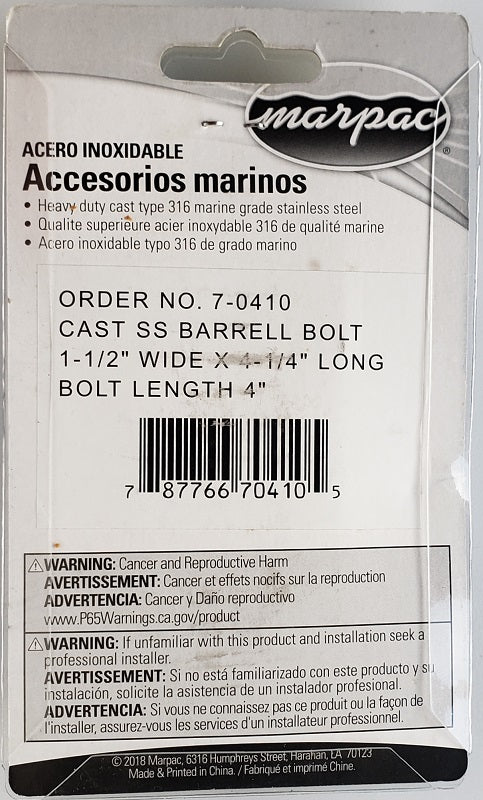 marpac®
ACERO INOXIDABLE
Accesorios marinos
• Heavy duty cast type 316 marine grade stainless steel
• Qualite superieure acier inoxydable 316 de qualité marine
• Acero inoxidable typo 316 de grado marino
ORDER NO. 7-0410
CAST SS BARRELL BOLT
1-1/2" WIDE X 4-1/4" LONG
BOLT LENGTH 4"
7 87766 70410 5
⚠WARNING: Cancer and Reproductive Harm
AVERTISSEMENT: Cancer et effets nocifs sur la reproduction
ADVERTENCIA: Cancer y Daño reproductivo
www.P65Warnings.ca.gov/product
⚠WARNING: If unfamiliar with this product and installation seek a
professional installer.
AVERTISSEMENT: Si no está familiarizado con este producto y su
instalación, solicite la asistencia de un instalador profesional.
ADVERTENCIA: Si vous ne connaissez pas ce produit ou la façon de
l'installer, assurez-vous les services d'un installateur professionnel.
© 2018 Marpac, 6316 Humphreys Street, Harahan, LA 70123
Made & Printed in China. / Fabriqué et imprimé Chine.